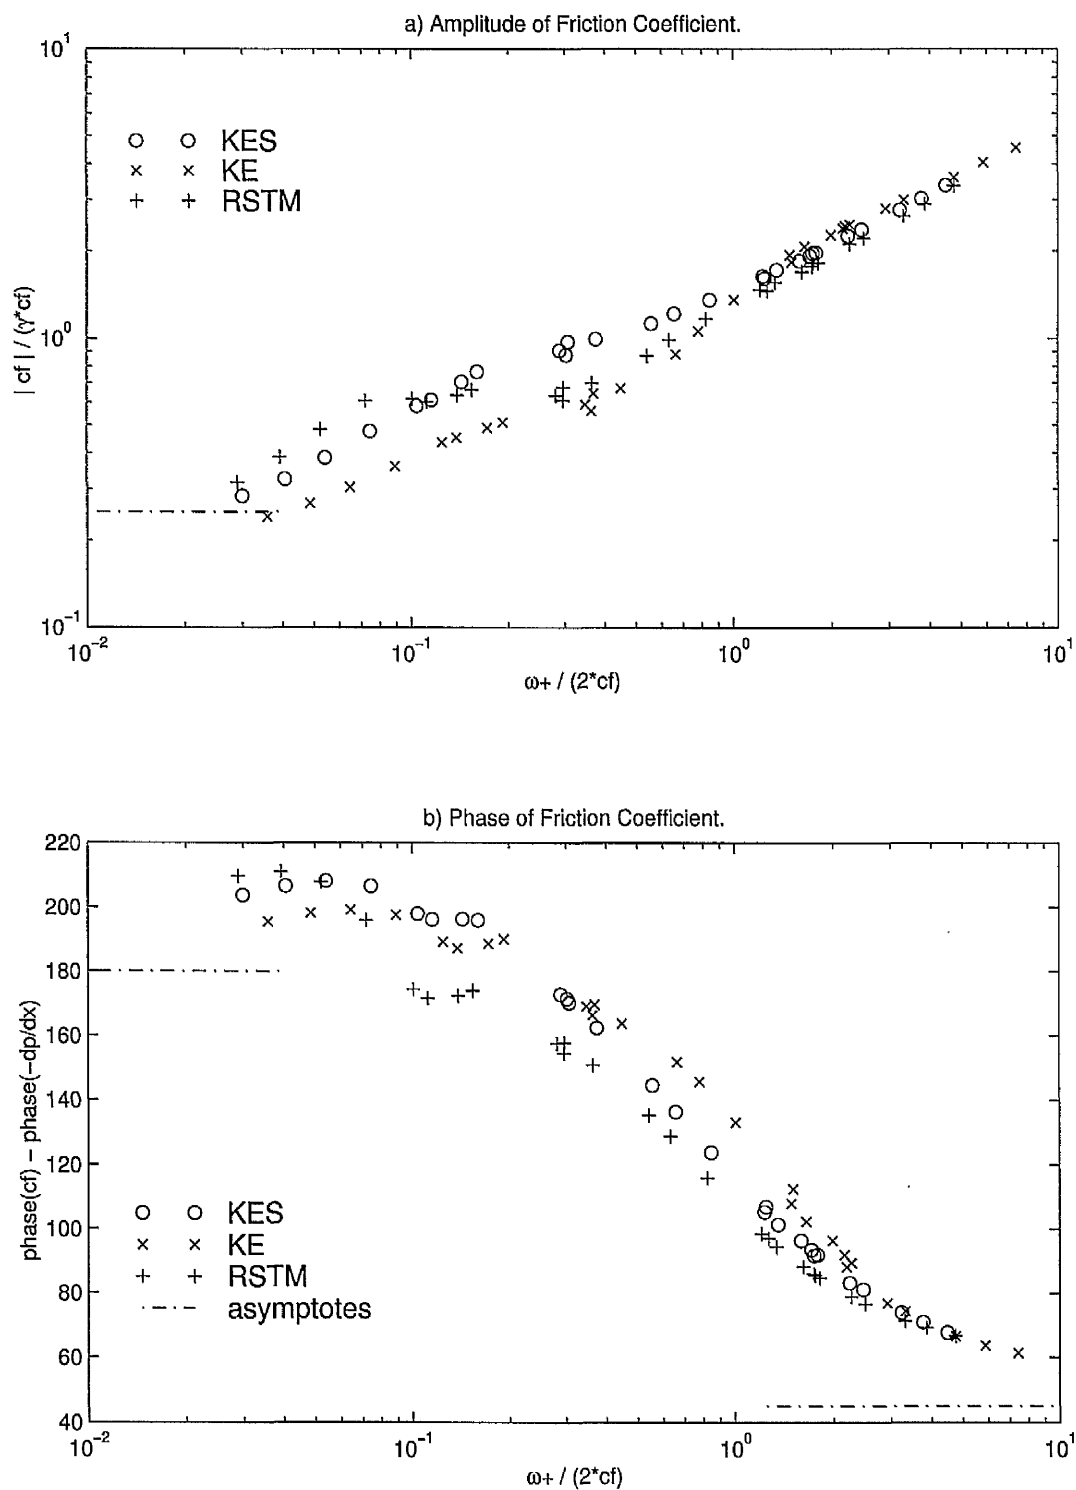 a) Amplitude of Friction Coefficient.
10^1
KES
KE
RSTM
| cf | / (γ*cf)
10^0
10^-1
10^-2 10^-1 10^0 10^1
ω+ / (2*cf)
b) Phase of Friction Coefficient.
220
200
180
160
140
120
100
80
60
40
phase(cf) – phase(–dp/dx)
KES
KE
RSTM
asymptotes
10^-2 10^-1 10^0 10^1
ω+ / (2*cf)